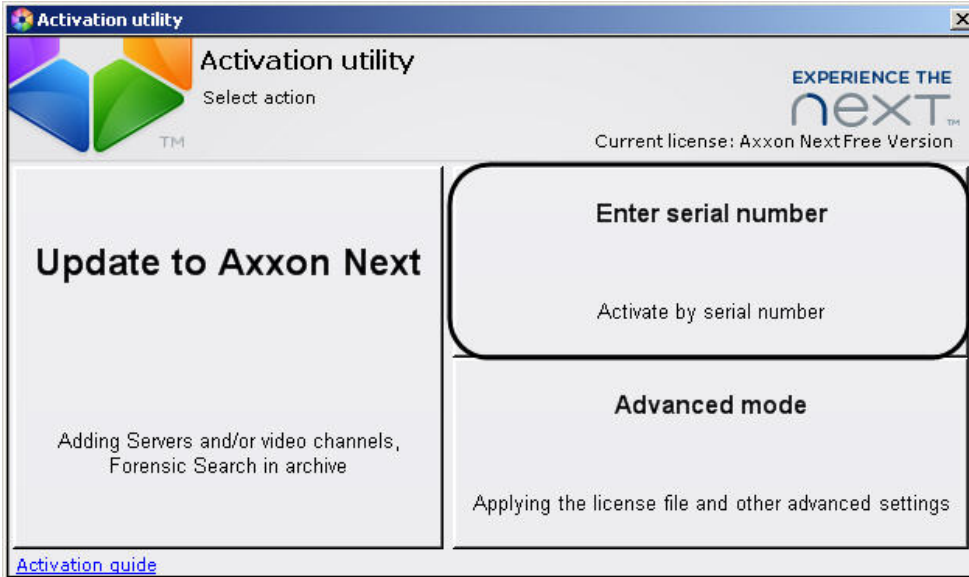 Activation utility
Activation utility
Select action
TM
EXPERIENCE THE
next TM
Current license: Axxon NextFree Version
Update to Axxon Next
Adding Servers and/or video channels,
Forensic Search in archive
Enter serial number
Activate by serial number
Advanced mode
Applying the license file and other advanced settings
Activation guide